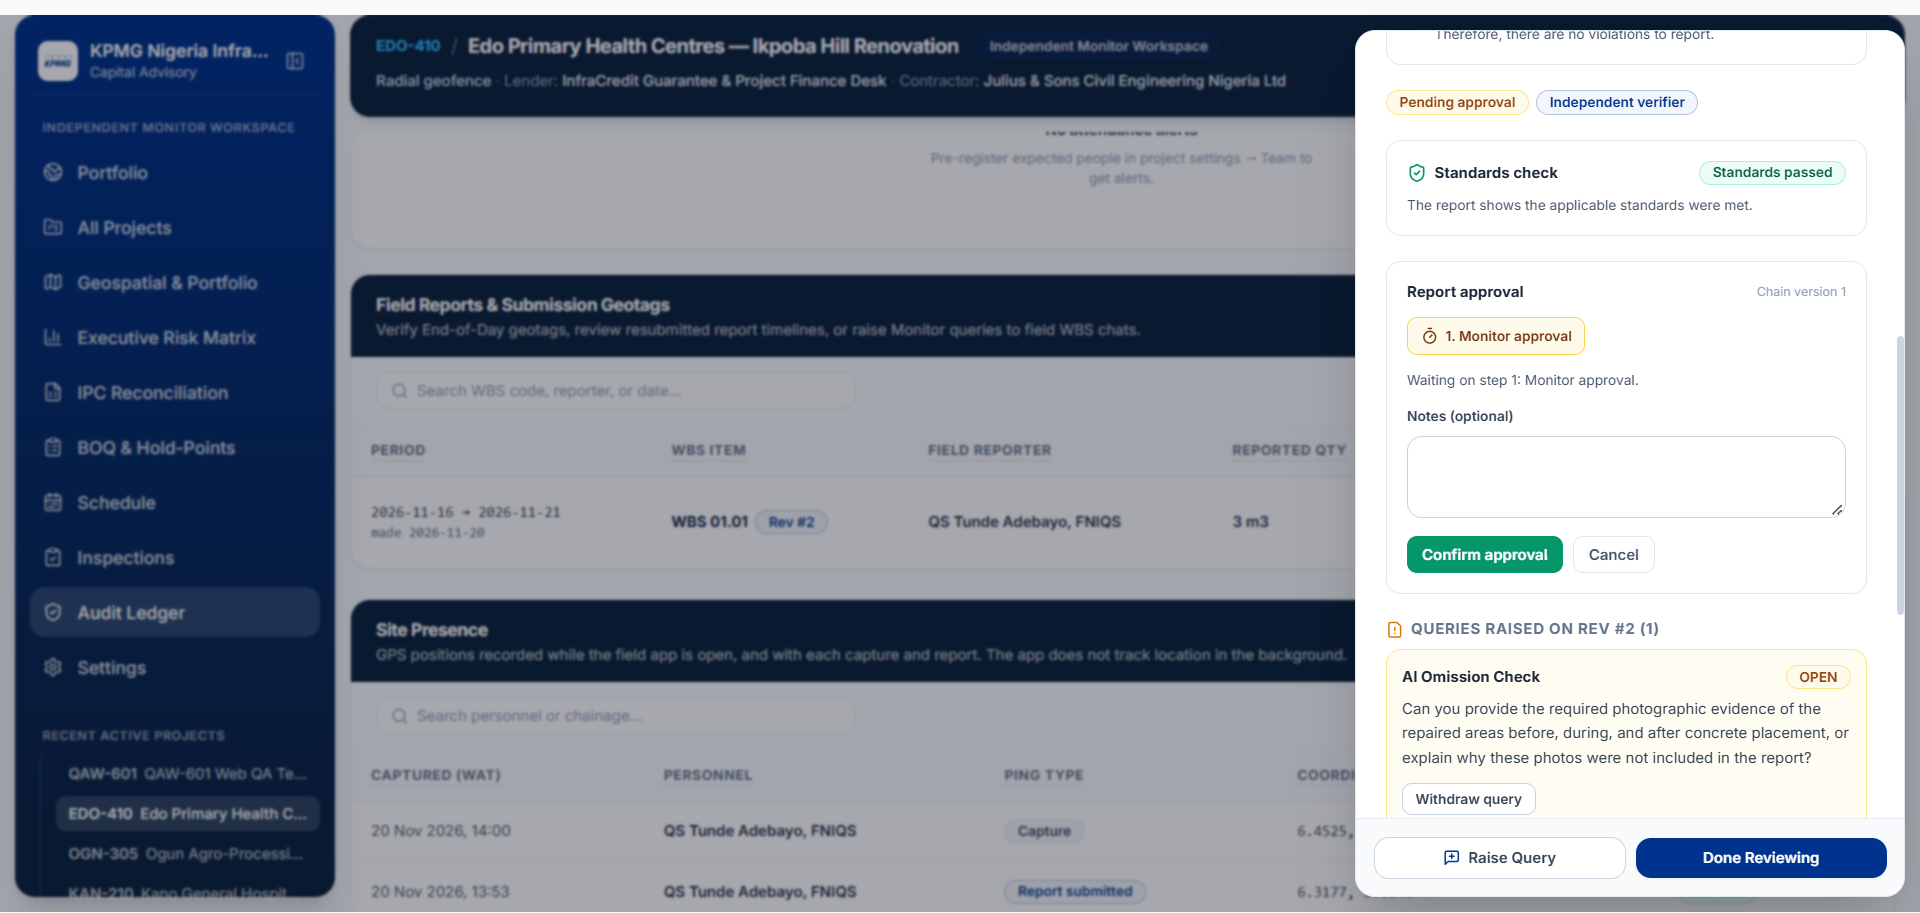 KPMG
KPMG Nigeria Infra...
Capital Advisory
INDEPENDENT MONITOR WORKSPACE
Portfolio
All Projects
Geospatial & Portfolio
Executive Risk Matrix
IPC Reconciliation
BOQ & Hold-Points
Schedule
Inspections
Audit Ledger
Settings
RECENT ACTIVE PROJECTS
QAW-601 QAW-601 Web QA Te...
EDO-410 Edo Primary Health C...
OGN-305 Ogun Agro-Processi...
KAN-210 Kano General Hospit
EDO-410 / Edo Primary Health Centres — Ikpoba Hill Renovation Independent Monitor Workspace
Radial geofence · Lender: InfraCredit Guarantee & Project Finance Desk · Contractor: Julius & Sons Civil Engineering Nigeria Ltd
No attendance alerts
Pre-register expected people in project settings → Team to
get alerts.
Field Reports & Submission Geotags
Verify End-of-Day geotags, review resubmitted report timelines, or raise Monitor queries to field WBS chats.
Search WBS code, reporter, or date...
PERIOD WBS ITEM FIELD REPORTER REPORTED QTY
2026-11-16 → 2026-11-21
made 2026-11-20
WBS 01.01 Rev #2 QS Tunde Adebayo, FNIQS 3 m3
Site Presence
GPS positions recorded while the field app is open, and with each capture and report. The app does not track location in the background.
Search personnel or chainage...
CAPTURED (WAT) PERSONNEL PING TYPE COORDI
20 Nov 2026, 14:00 QS Tunde Adebayo, FNIQS Capture 6.4525,
20 Nov 2026, 13:53 QS Tunde Adebayo, FNIQS Report submitted 6.3177,
Therefore, there are no violations to report.
Pending approval Independent verifier
Standards check Standards passed
The report shows the applicable standards were met.
Report approval Chain version 1
1. Monitor approval
Waiting on step 1: Monitor approval.
Notes (optional)
Confirm approval Cancel
QUERIES RAISED ON REV #2 (1)
AI Omission Check OPEN
Can you provide the required photographic evidence of the
repaired areas before, during, and after concrete placement, or
explain why these photos were not included in the report?
Withdraw query
Raise Query Done Reviewing